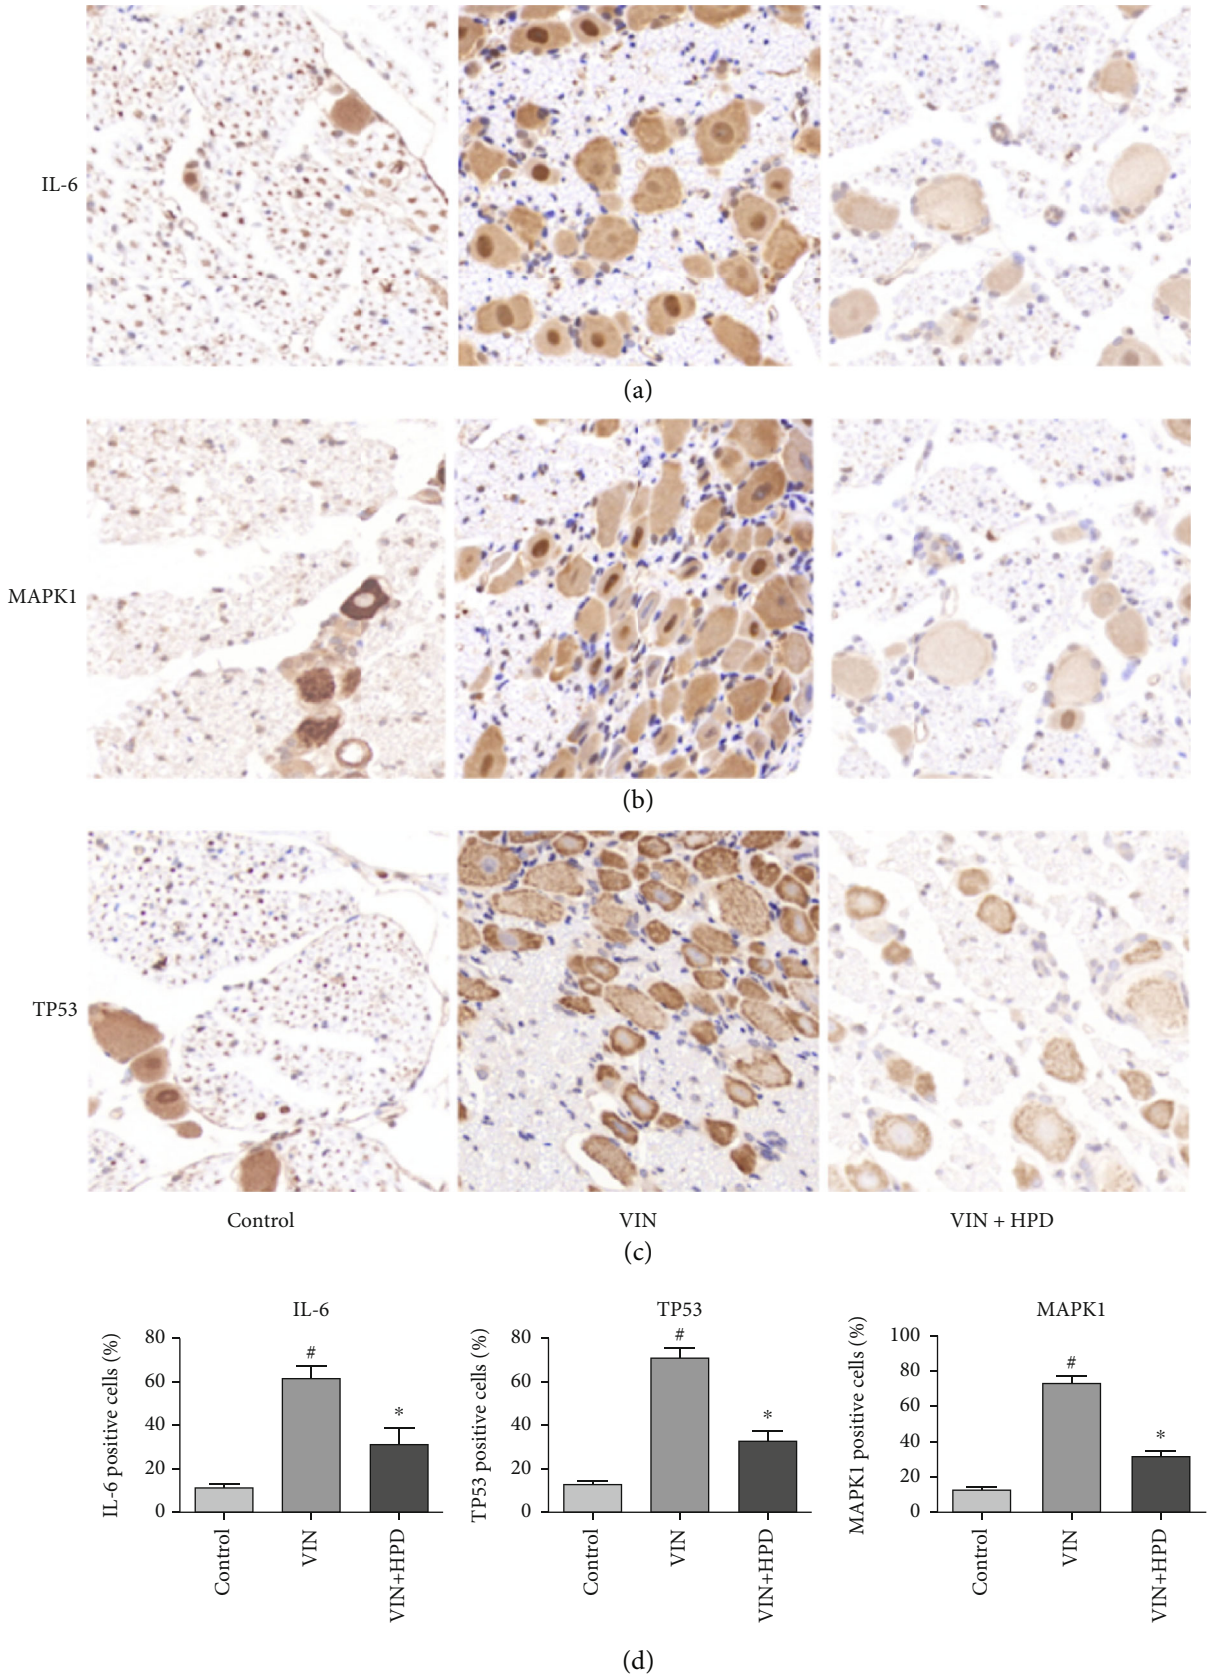 IL-6
(a)
MAPK1
(b)
TP53
Control VIN VIN + HPD
(c)
IL-6
IL-6 positive cells (%)
80
60
40
20
0
#
*
Control
VIN
VIN+HPD
TP53
TP53 positive cells (%)
80
60
40
20
0
#
*
Control
VIN
VIN+HPD
MAPK1
MAPK1 positive cells (%)
100
80
60
40
20
0
#
*
Control
VIN
VIN+HPD
(d)